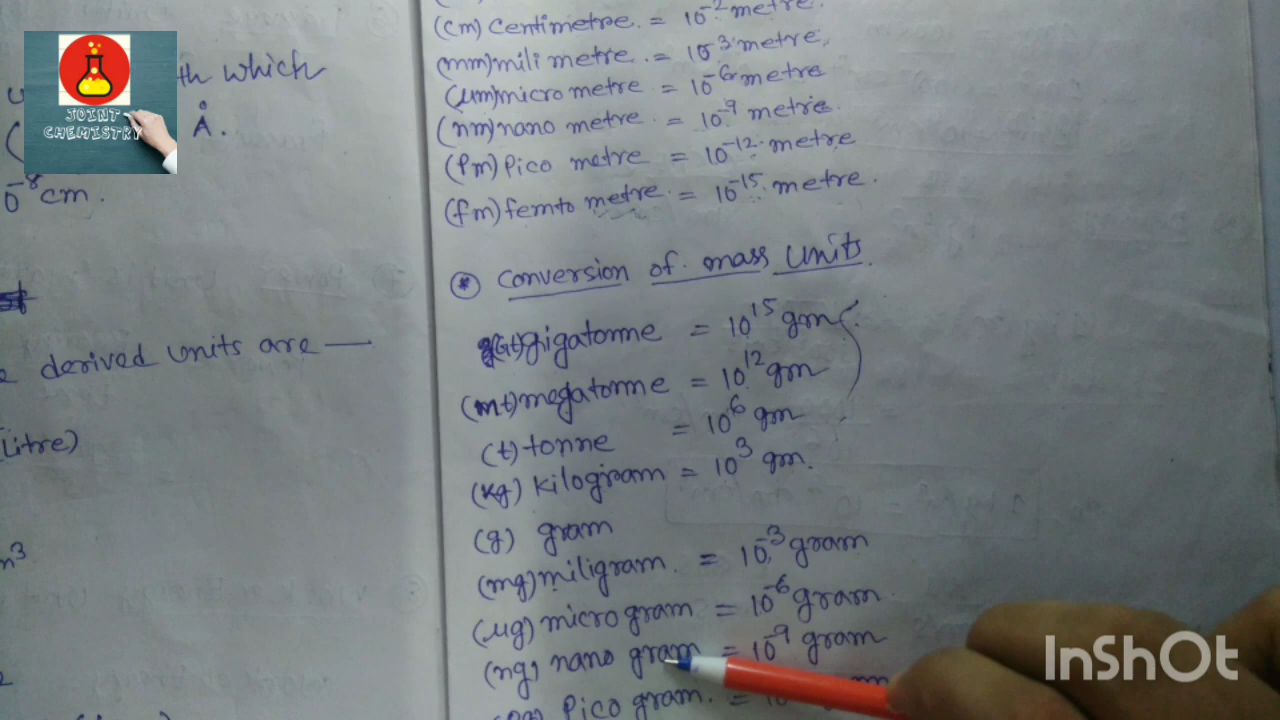 th which
Å.
10⁻⁸ cm.
derived units are —
(Litre)
m³
JOINT
CHEMISTRY
(cm) Centimetre. = 10⁻² metre.
(mm) mili metre. = 10⁻³ metre.
(μm) micro metre = 10⁻⁶ metre
(nm) nano metre. = 10⁻⁹ metre.
(Pm) Pico metre = 10⁻¹². metre
(fm) femto metre. = 10⁻¹⁵. metre.
* Conversion of mass Units.
(Gt) gigatonne = 10¹⁵ gm
(mt) megatonne = 10¹² gm
(t) tonne = 10⁶ gm
(kg) kilogram = 10³ gm.
(g) gram
(mg) miligram. = 10⁻³ gram
(μg) micro gram = 10⁻⁶ gram.
(ng) nano gram = 10⁻⁹ gram
Pico gram. =
InShOt